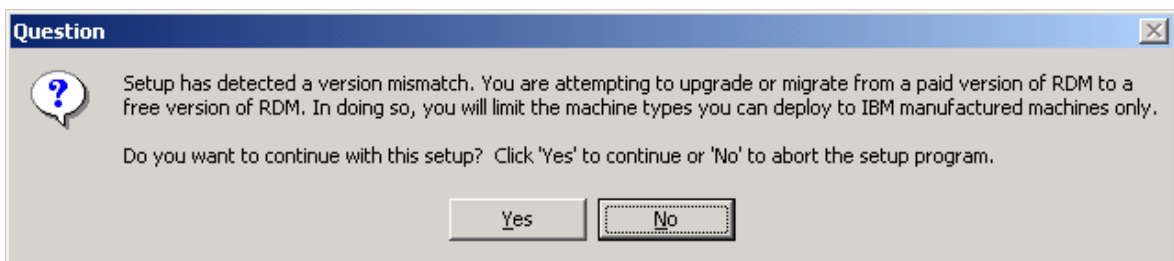 Question
Setup has detected a version mismatch. You are attempting to upgrade or migrate from a paid version of RDM to a
free version of RDM. In doing so, you will limit the machine types you can deploy to IBM manufactured machines only.
Do you want to continue with this setup?  Click 'Yes' to continue or 'No' to abort the setup program.
Yes
No